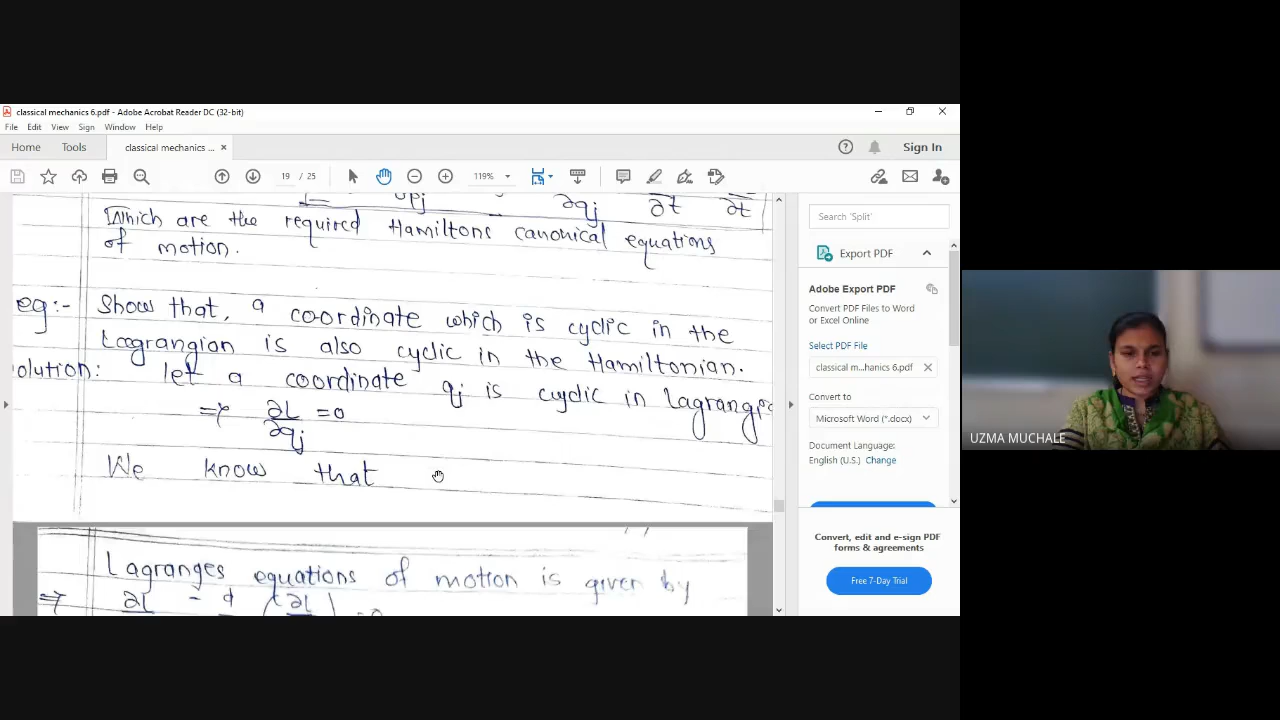 classical mechanics 6.pdf - Adobe Acrobat Reader DC (32-bit)
File Edit View Sign Window Help
Home Tools classical mechanics ... × Sign In
19 / 25 119%
∂pj ∂qj ∂t ∂t
Which are the required Hamiltons canonical equations
of motion.
eg:- Show that, a coordinate which is cyclic in the
Lagrangian is also cyclic in the Hamiltonian.
olution: let a coordinate qj is cyclic in Lagrangia
=> ∂L/∂qj =0
We know that
Lagranges equations of motion is given by
=> ∂L - d (∂L) =0
Search 'Split'
Export PDF
Adobe Export PDF
Convert PDF Files to Word
or Excel Online
Select PDF File
classical m...hanics 6.pdf ×
Convert to
Microsoft Word (*.docx)
Document Language:
English (U.S.) Change
Convert, edit and e-sign PDF
forms & agreements
Free 7-Day Trial
UZMA MUCHALE